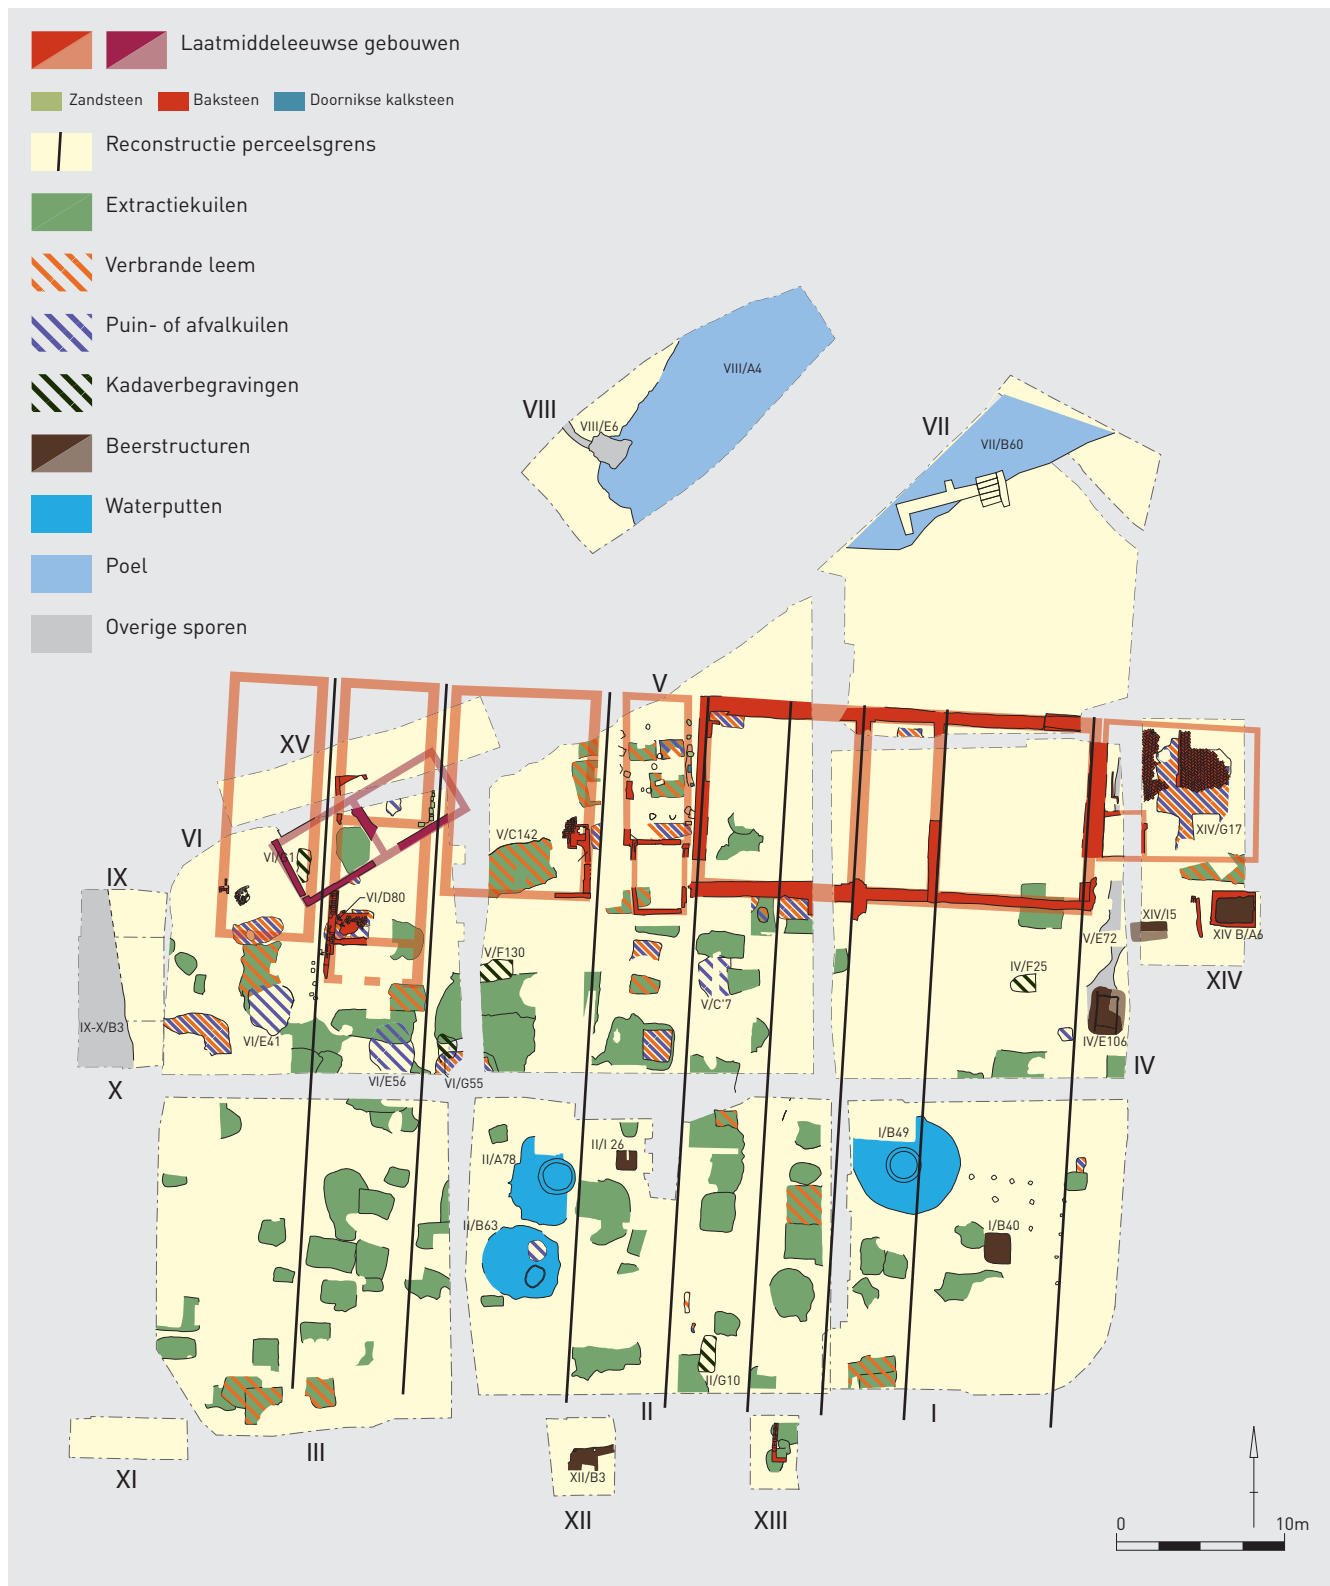 Laatmiddeleeuwse gebouwen
Zandsteen Baksteen Doornikse kalksteen
Reconstructie perceelsgrens
Extractiekuilen
Verbrande leem
Puin- of afvalkuilen
Kadaverbegravingen
Beerstructuren
Waterputten
Poel
Overige sporen
VIII/A4
VIII
VIII/E6
VII
VII/B60
V
XV
VI
V/C142
XIV/G17
VI/G1
IX
VI/D80
XIV/I5
XIV B/A6
V/E72
V/F130
IV/F25
XIV
V/C'7
IX-X/B3
VI/E41
IV/E106
IV
VI/E56
VI/G55
X
I/B49
II/I 26
II/A78
II/B63
I/B40
II/G10
II
I
III
XI
XII/B3
XII
XIII
0 10m